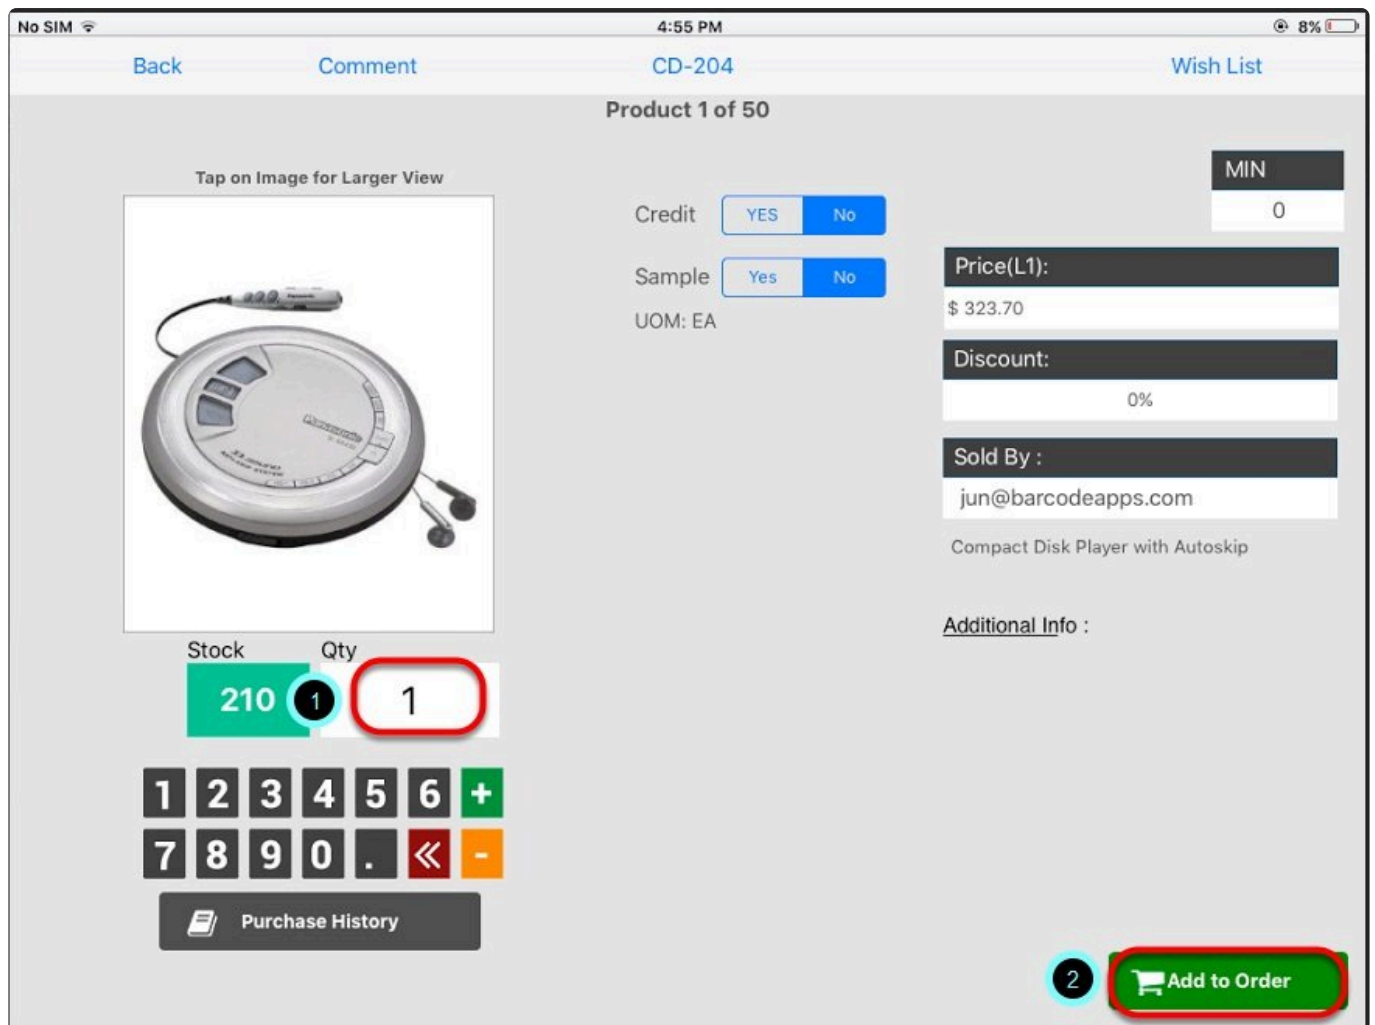 No SIM 4:55 PM 8%
Back Comment CD-204 Wish List
Product 1 of 50
Tap on Image for Larger View
MIN
0
Credit YES No
Sample Yes No
UOM: EA
Price(L1):
$ 323.70
Discount:
0%
Sold By :
jun@barcodeapps.com
Compact Disk Player with Autoskip
Additional Info :
Panasonic
Panasonic
Stock Qty
210 1 1
1 2 3 4 5 6 +
7 8 9 0 . « -
Purchase History
2 Add to Order